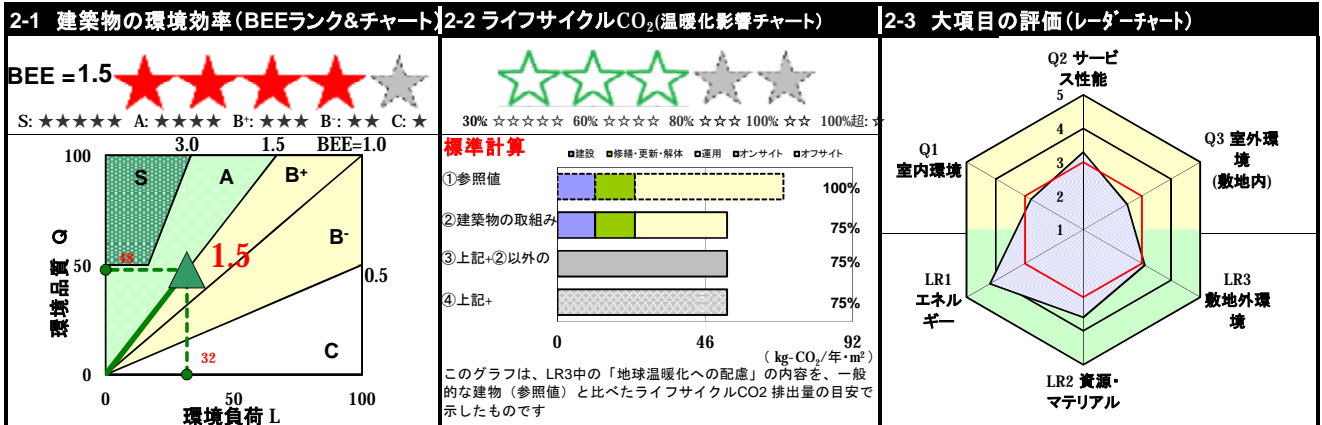 2-1 建築物の環境効率(BEEランク&チャート)
BEE = 1.5
S: ★★★★★ A: ★★★★ B+: ★★★ B-: ★★ C: ★
3.0 1.5 BEE=1.0
100
S
A
B+
B-
C
0.5
50
48
1.5
32
0
環境品質 Q
0 50 100
環境負荷 L
2-2 ライフサイクルCO2(温暖化影響チャート)
30% ☆☆☆☆☆ 60% ☆☆☆☆ 80% ☆☆☆ 100% ☆☆ 100%超: ☆
標準計算
■建設 ■修繕・更新・解体 □運用 □オンサイト □オフサイト
①参照値 100%
②建築物の取組み 75%
③上記+②以外の 75%
④上記+ 75%
0 46 92
( kg-CO2/年・m2 )
このグラフは、LR3中の「地球温暖化への配慮」の内容を、一般
的な建物(参照値)と比べたライフサイクルCO2 排出量の目安で
示したものです
2-3 大項目の評価(レーダーチャート)
Q2 サービ
ス性能
5
4
3
2
1
Q1
室内環境
Q3 室外環
境
(敷地内)
LR1
エネル
ギー
LR3
敷地外環
境
LR2 資源・
マテリアル